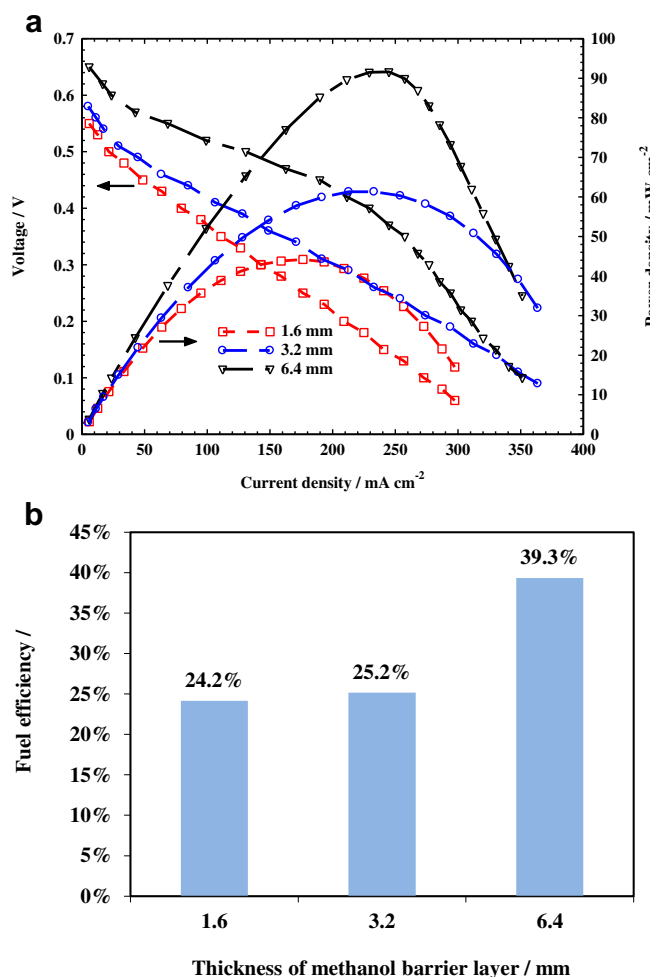 a
0.7
0.6
0.5
0.4
0.3
0.2
0.1
0
Voltage / V
100
90
80
70
60
50
40
30
20
10
0
1.6 mm
3.2 mm
6.4 mm
0 50 100 150 200 250 300 350 400
Current density / mA cm-2
b
45%
40%
35%
30%
25%
20%
15%
10%
5%
0%
Fuel efficiency /
24.2%
25.2%
39.3%
1.6 3.2 6.4
Thickness of methanol barrier layer / mm